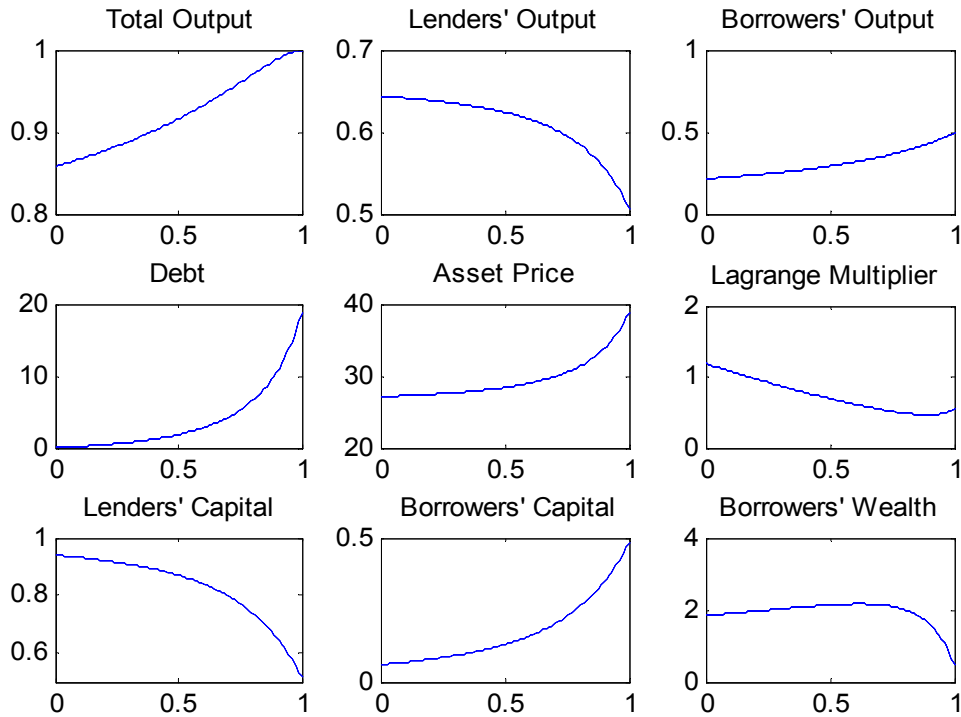 Total Output
Lenders' Output
Borrowers' Output
1
0.9
0.8
0 0.5 1
0.7
0.6
0.5
0 0.5 1
1
0.5
0
0 0.5 1
Debt
Asset Price
Lagrange Multiplier
20
10
0
0 0.5 1
40
30
20
0 0.5 1
2
1
0
0 0.5 1
Lenders' Capital
Borrowers' Capital
Borrowers' Wealth
1
0.8
0.6
0 0.5 1
0.5
0
0 0.5 1
4
2
0
0 0.5 1